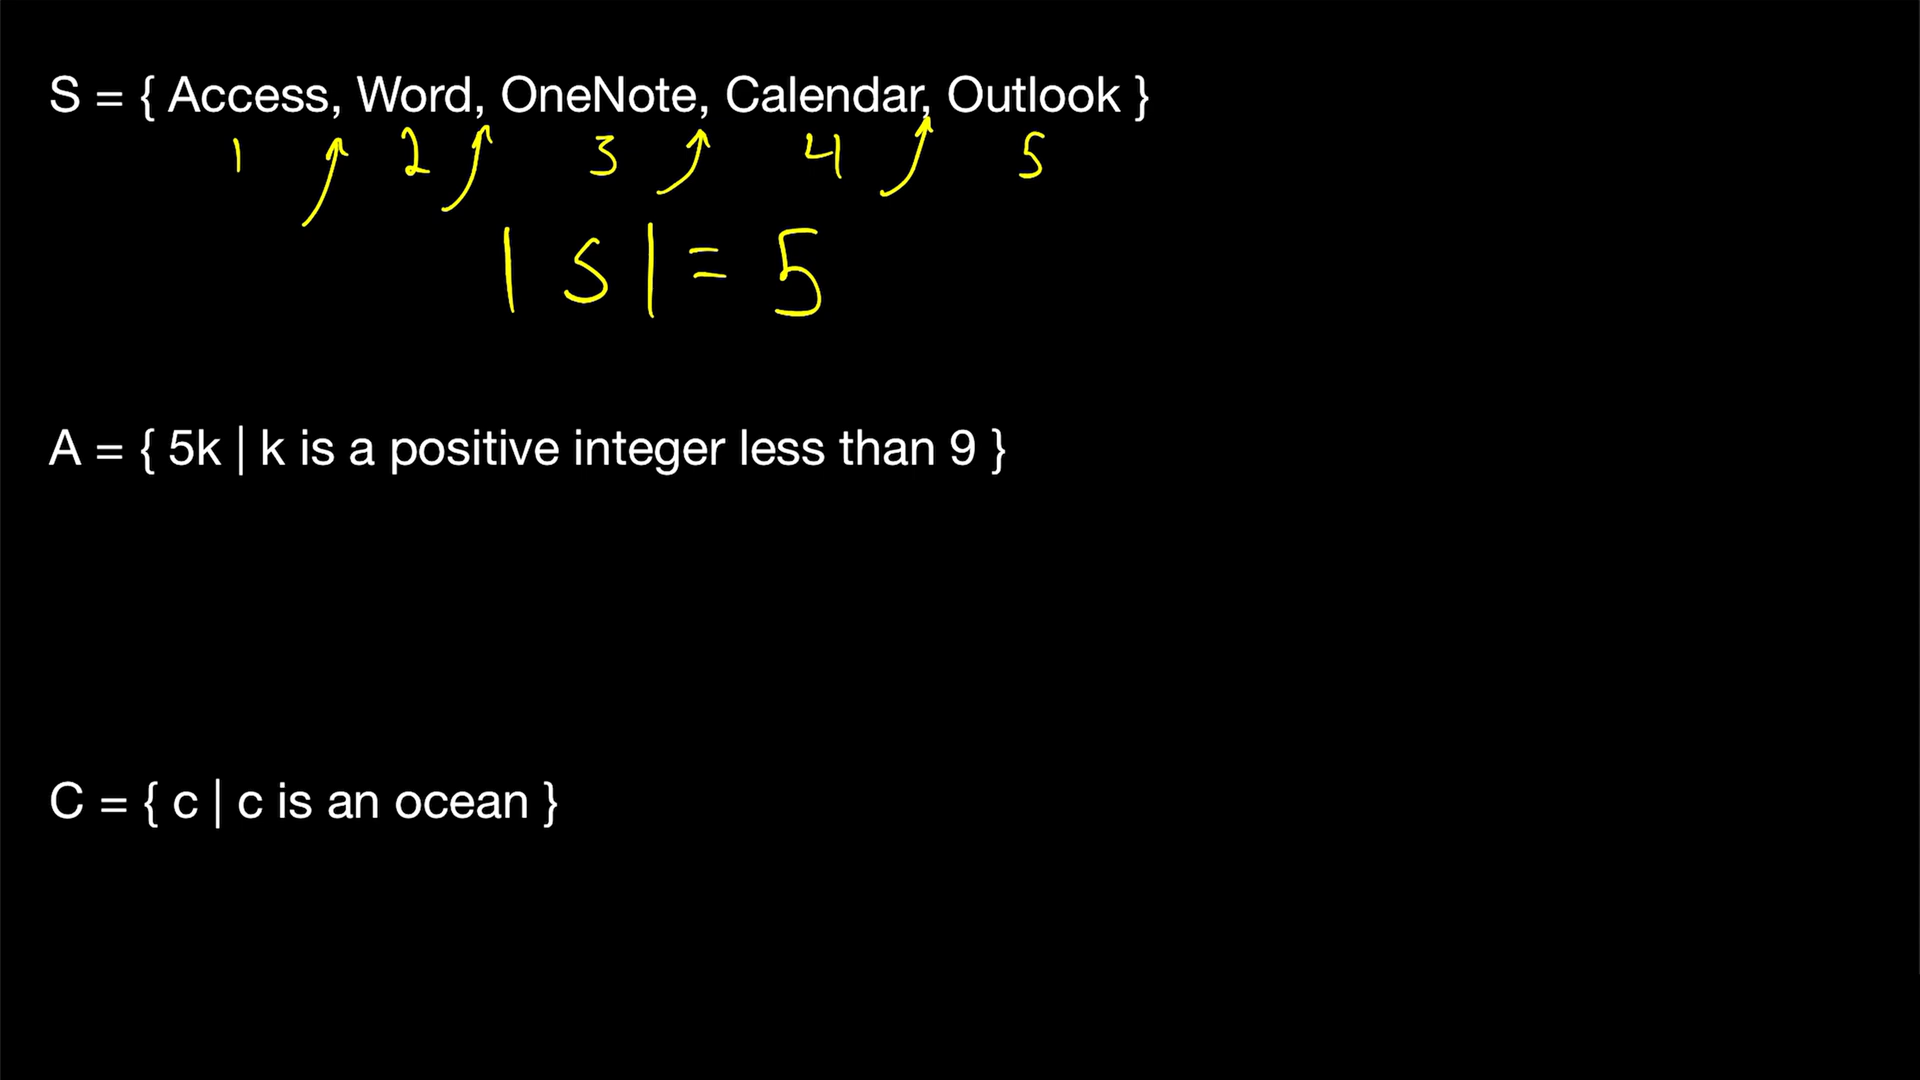 S = { Access, Word, OneNote, Calendar, Outlook }
1 2 3 4 5
| S | = 5
A = { 5k | k is a positive integer less than 9 }
C = { c | c is an ocean }